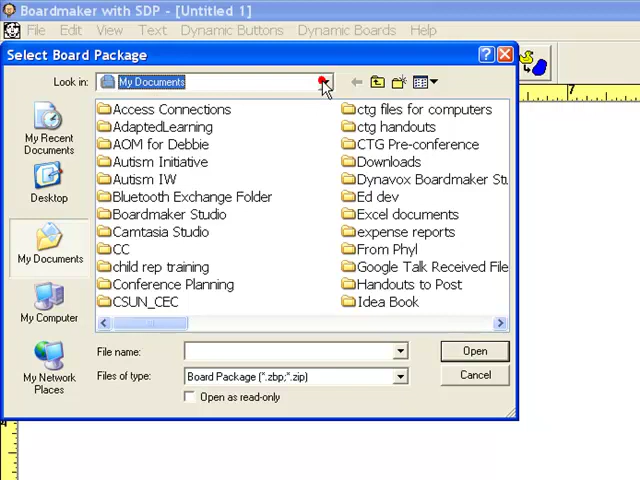 Boardmaker with SDP - [Untitled 1]
File Edit View Text Dynamic Buttons Dynamic Boards Help
Select Board Package
Look in: My Documents
7
My Recent Documents
Desktop
My Documents
My Computer
My Network Places
Access Connections
AdaptedLearning
AOM for Debbie
Autism Initiative
Autism IW
Bluetooth Exchange Folder
Boardmaker Studio
Camtasia Studio
CC
child rep training
Conference Planning
CSUN_CEC
ctg files for computers
ctg handouts
CTG Pre-conference
Downloads
Dynavox Boardmaker Stu
Ed dev
Excel documents
expense reports
From Phyl
Google Talk Received File
Handouts to Post
Idea Book
File name:
Open
Files of type: Board Package (*.zbp;*.zip)
Cancel
Open as read-only
4